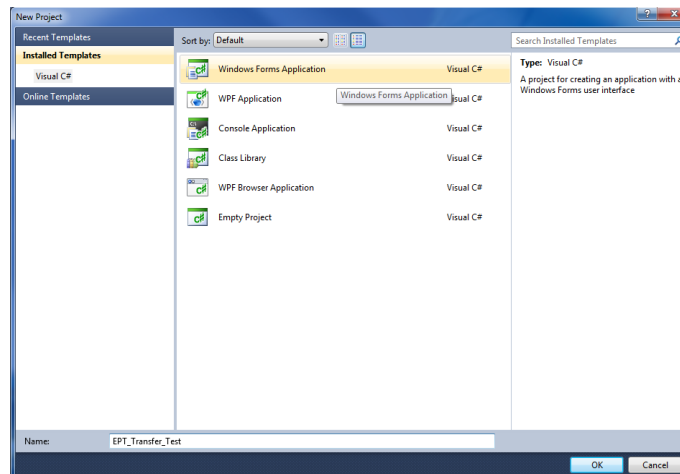 New Project
Recent Templates
Installed Templates
Visual C#
Online Templates
Sort by: Default
Search Installed Templates
Windows Forms Application Visual C#
WPF Application Visual C#
Windows Forms Application
Console Application Visual C#
Class Library Visual C#
WPF Browser Application Visual C#
Empty Project Visual C#
Type: Visual C#
A project for creating an application with a
Windows Forms user interface
Name: EPT_Transfer_Test
OK Cancel